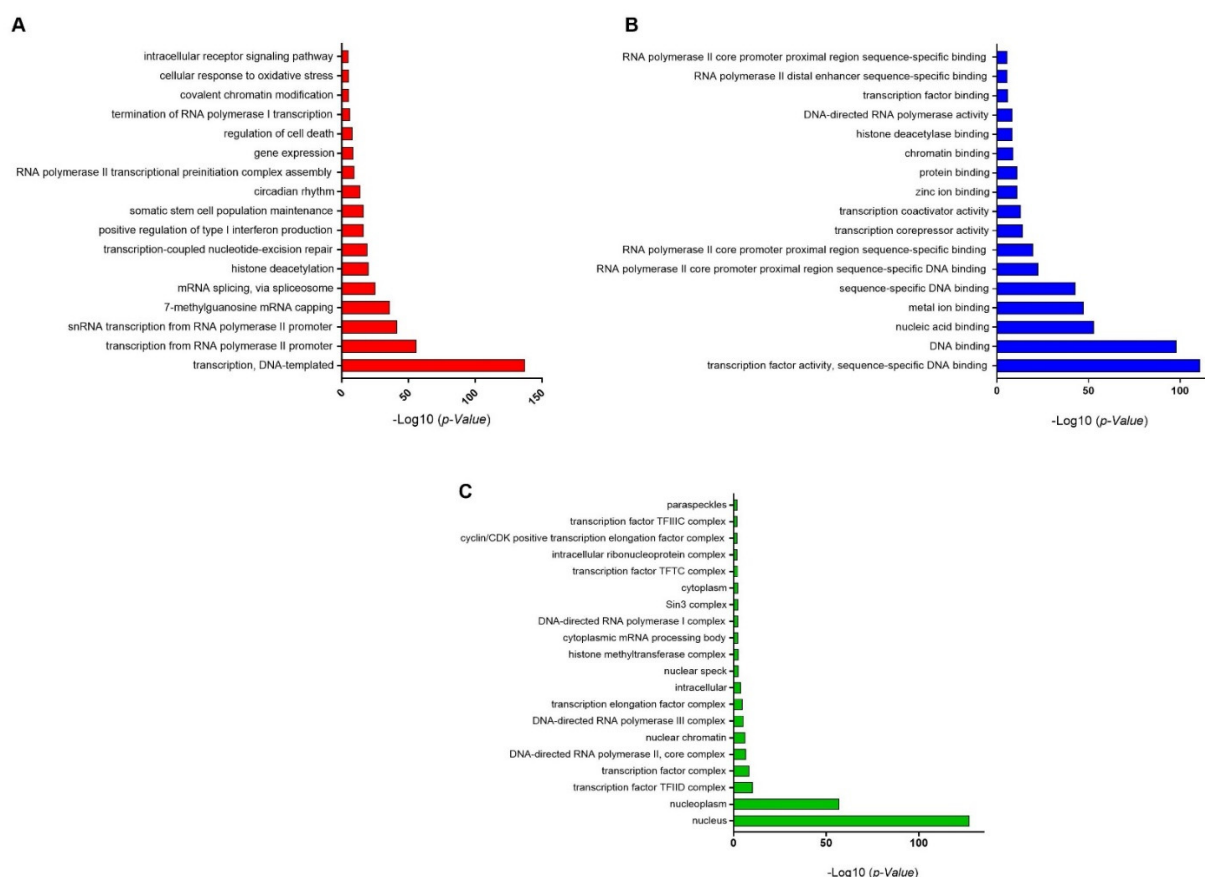 A
intracellular receptor signaling pathway
cellular response to oxidative stress
covalent chromatin modification
termination of RNA polymerase I transcription
regulation of cell death
gene expression
RNA polymerase II transcriptional preinitiation complex assembly
circadian rhythm
somatic stem cell population maintenance
positive regulation of type I interferon production
transcription-coupled nucleotide-excision repair
histone deacetylation
mRNA splicing, via spliceosome
7-methylguanosine mRNA capping
snRNA transcription from RNA polymerase II promoter
transcription from RNA polymerase II promoter
transcription, DNA-templated
0 50 100 150
-Log10 (p-Value)
B
RNA polymerase II core promoter proximal region sequence-specific binding
RNA polymerase II distal enhancer sequence-specific binding
transcription factor binding
DNA-directed RNA polymerase activity
histone deacetylase binding
chromatin binding
protein binding
zinc ion binding
transcription coactivator activity
transcription corepressor activity
RNA polymerase II core promoter proximal region sequence-specific binding
RNA polymerase II core promoter proximal region sequence-specific DNA binding
sequence-specific DNA binding
metal ion binding
nucleic acid binding
DNA binding
transcription factor activity, sequence-specific DNA binding
0 50 100
-Log10 (p-Value)
C
paraspeckles
transcription factor TFIIIC complex
cyclin/CDK positive transcription elongation factor complex
intracellular ribonucleoprotein complex
transcription factor TFTC complex
cytoplasm
Sin3 complex
DNA-directed RNA polymerase I complex
cytoplasmic mRNA processing body
histone methyltransferase complex
nuclear speck
intracellular
transcription elongation factor complex
DNA-directed RNA polymerase III complex
nuclear chromatin
DNA-directed RNA polymerase II, core complex
transcription factor complex
transcription factor TFIID complex
nucleoplasm
nucleus
0 50 100
-Log10 (p-Value)